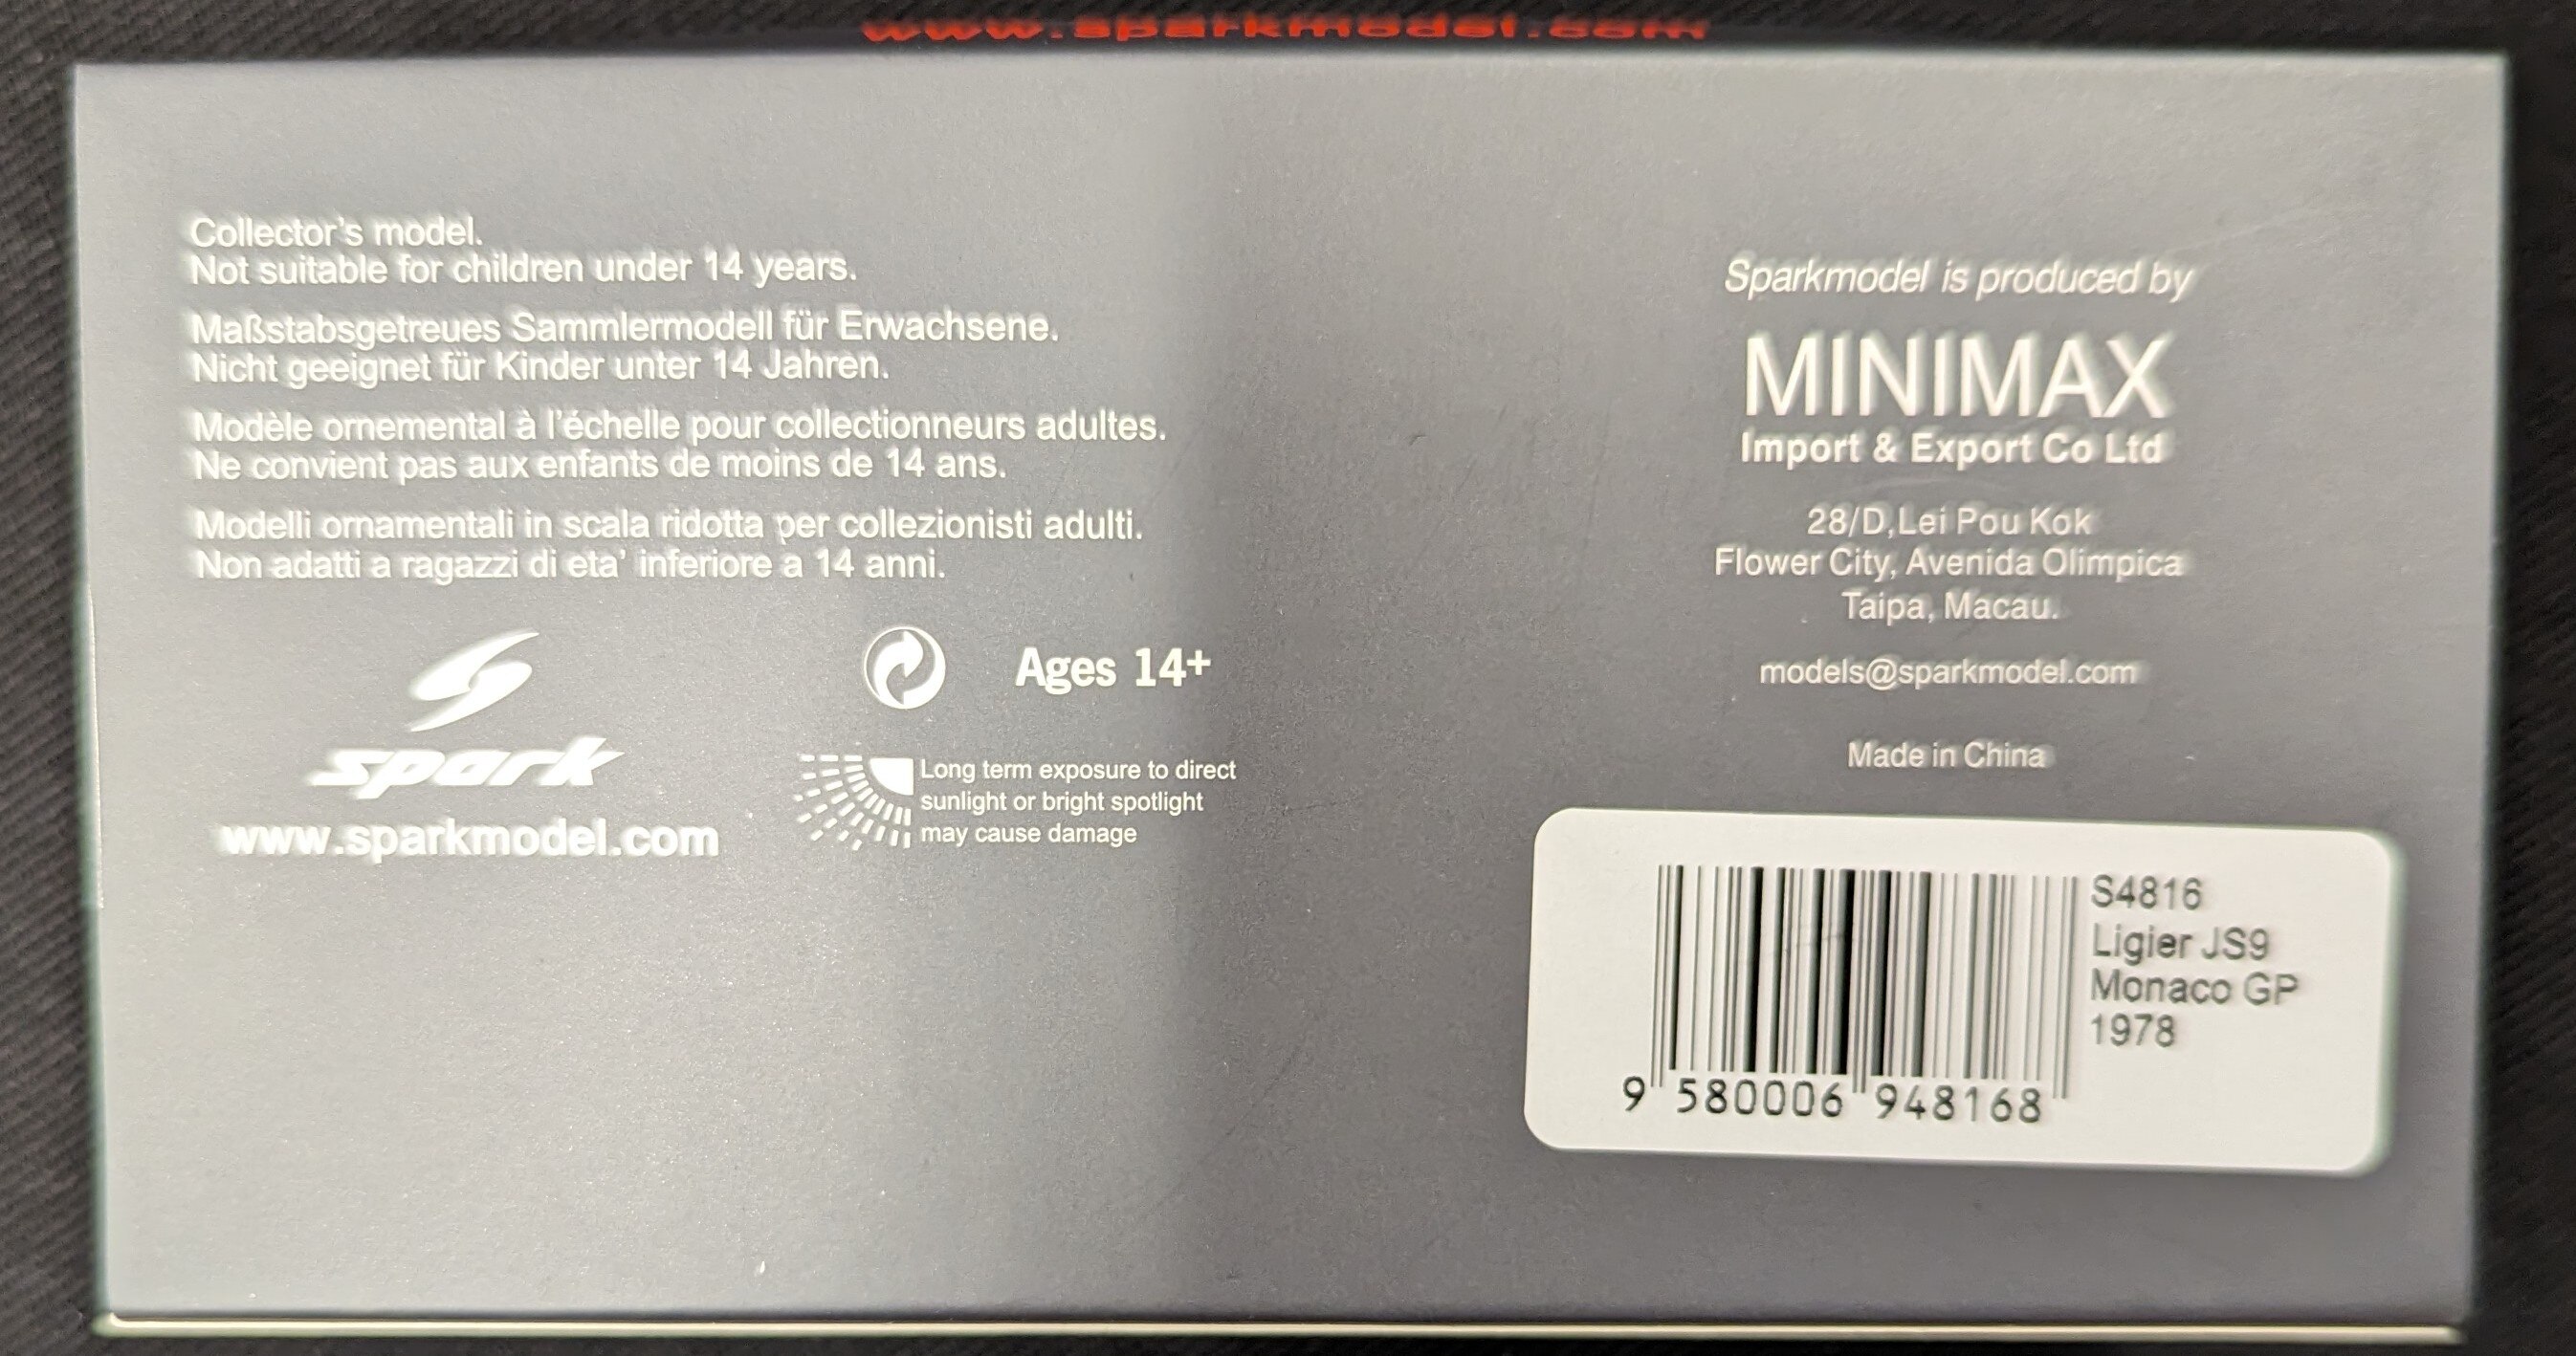 www.sparkmodel.com
Collector's model.
Not suitable for children under 14 years.
Maßstabsgetreues Sammlermodell für Erwachsene.
Nicht geeignet für Kinder unter 14 Jahren.
Modèle ornemental à l'échelle pour collectionneurs adultes.
Ne convient pas aux enfants de moins de 14 ans.
Modelli ornamentali in scala ridotta per collezionisti adulti.
Non adatti a ragazzi di eta' inferiore a 14 anni.
spark
www.sparkmodel.com
Ages 14+
Long term exposure to direct
sunlight or bright spotlight
may cause damage
Sparkmodel is produced by
MINIMAX
Import & Export Co Ltd
28/D,Lei Pou Kok
Flower City, Avenida Olimpica
Taipa, Macau.
models@sparkmodel.com
Made in China
S4816
Ligier JS9
Monaco GP
1978
9 580006 948168